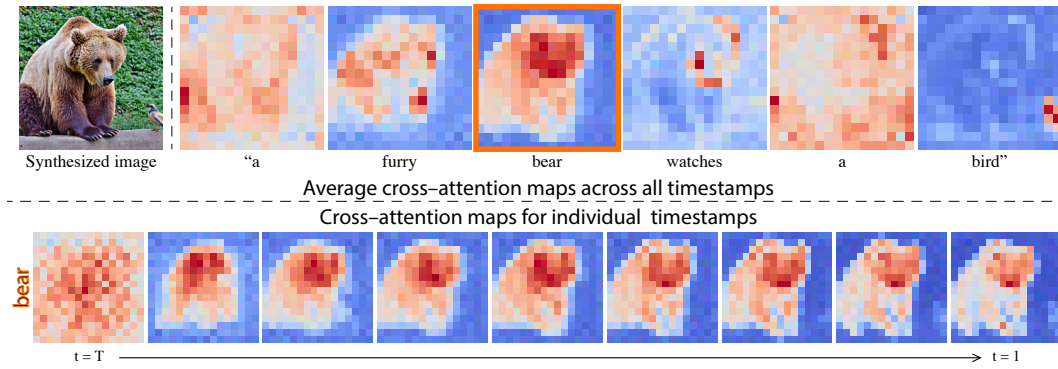 Synthesized image
“a
furry
bear
watches
a
bird”
Average cross–attention maps across all timestamps
Cross–attention maps for individual timestamps
bear
t = T
t = 1